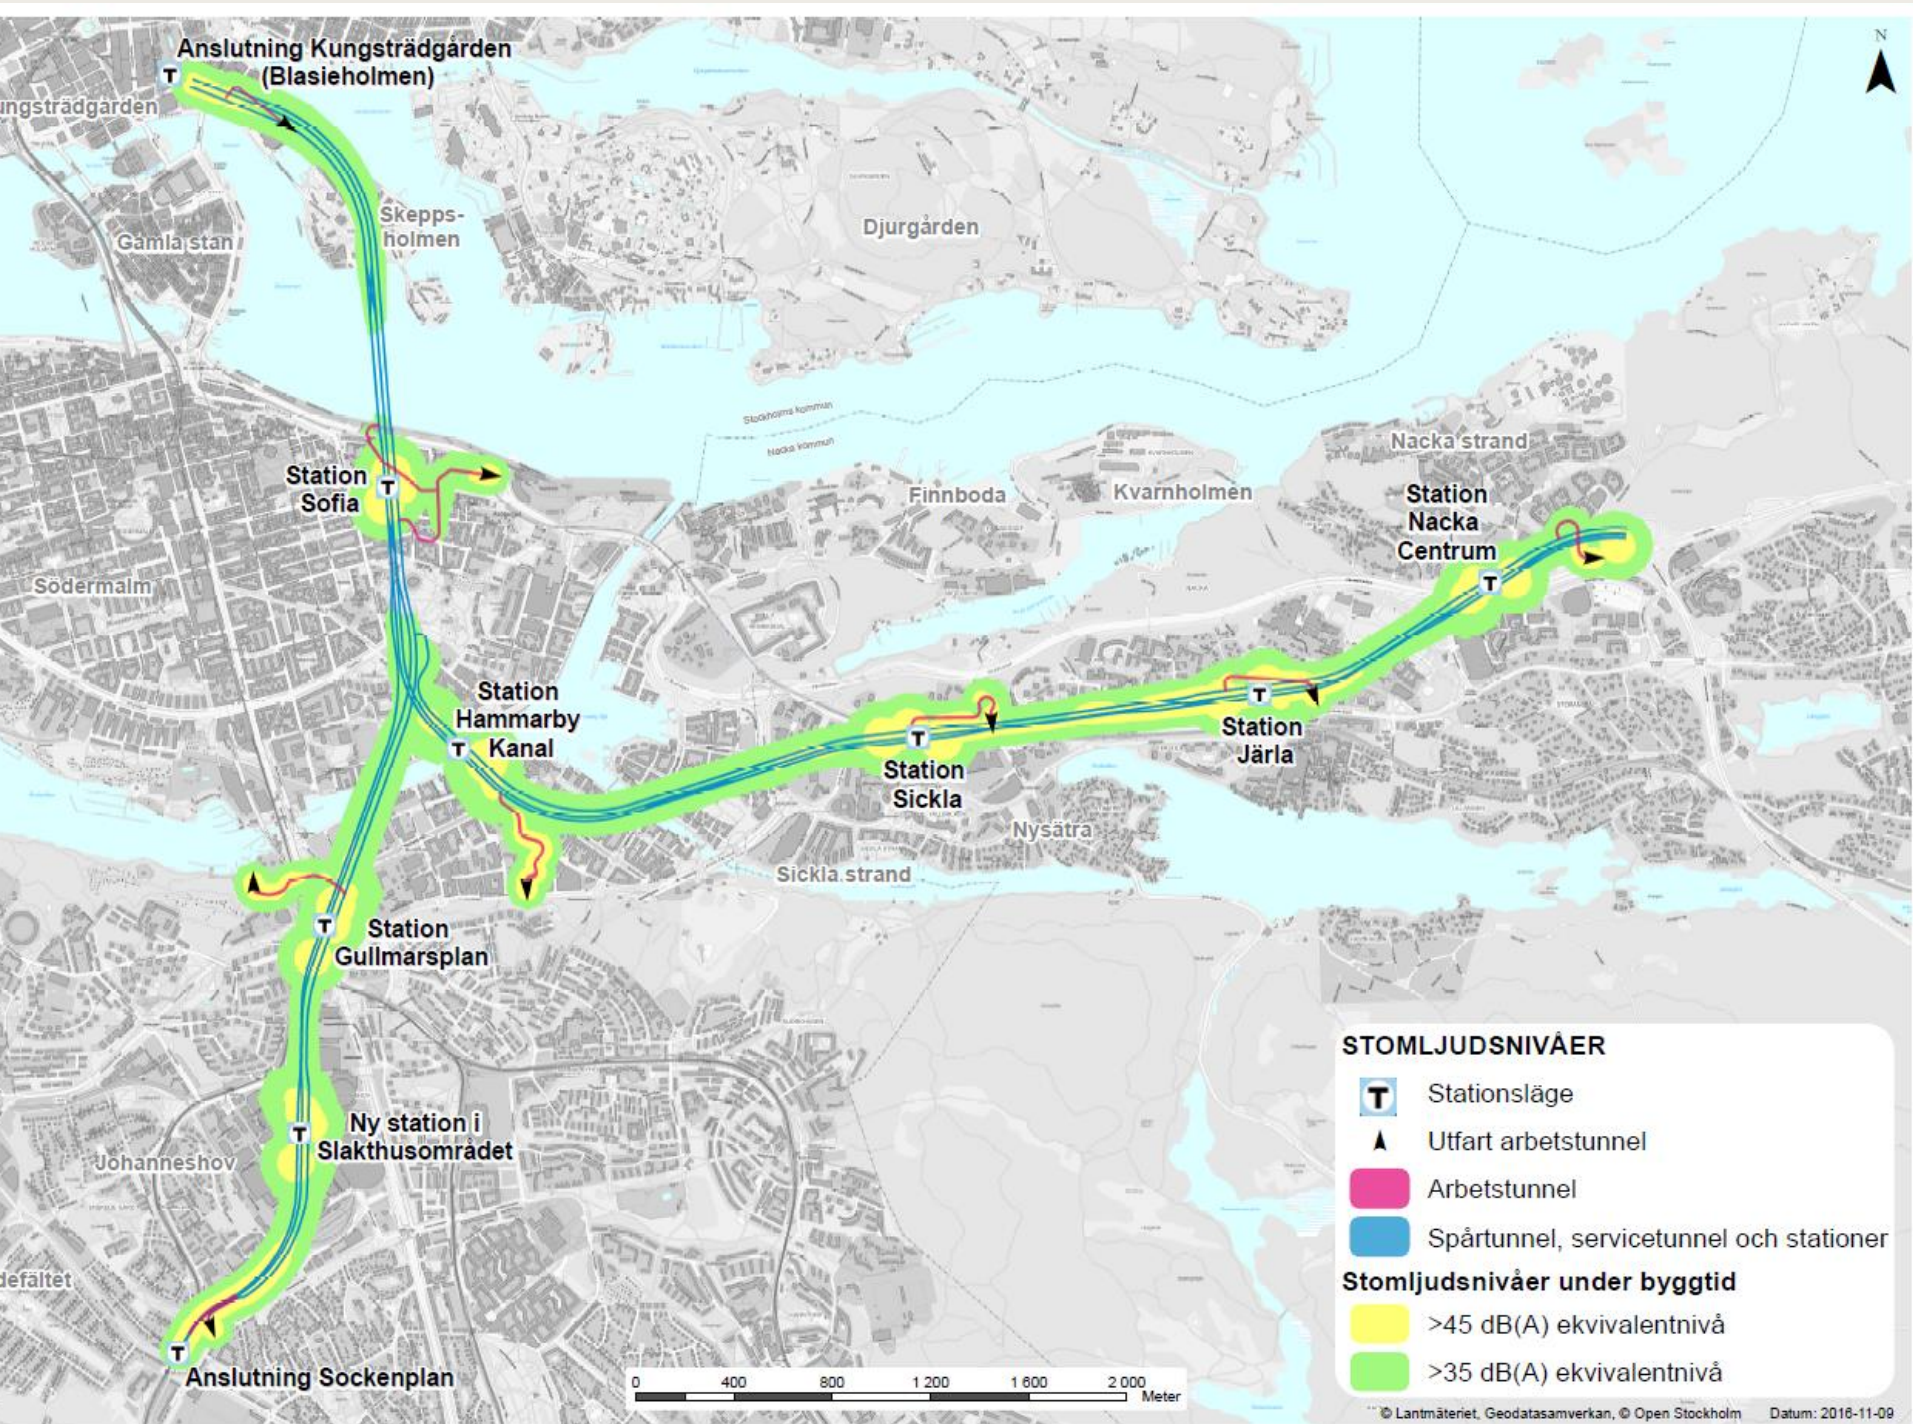 Anslutning Kungsträdgården
(Blasieholmen)
N
ungsträdgården
Skepps-
holmen
Gamla stan
Djurgården
Stockholms kommun
Nacka kommun
Nacka strand
Station
Sofia
Finnboda
Kvarnholmen
Station
Nacka
Centrum
Södermalm
Station
Hammarby
Kanal
Station
Järla
Station
Sickla
Nysätra
Sickla strand
Station
Gullmarsplan
Ny station i
Slakthusområdet
Johanneshov
defältet
Anslutning Sockenplan
STOMLJUDSNIVÅER
Stationsläge
Utfart arbetstunnel
Arbetstunnel
Spårtunnel, servicetunnel och stationer
Stomljudsnivåer under byggtid
>45 dB(A) ekvivalentnivå
>35 dB(A) ekvivalentnivå
0 400 800 1 200 1 600 2 000
Meter
© Lantmäteriet, Geodatasamverkan, © Open Stockholm Datum: 2016-11-09